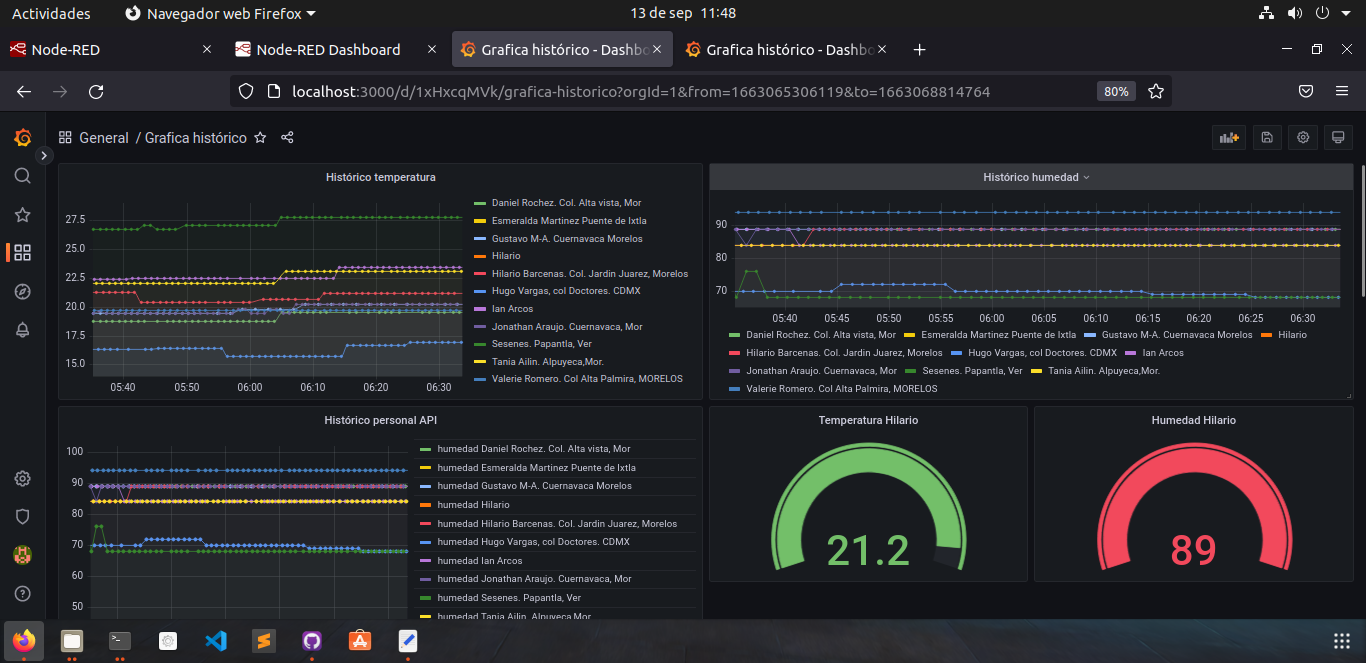 Actividades
Navegador web Firefox
13 de sep 11:48
Node-RED
Node-RED Dashboard
Grafica histórico - Dashbo
Grafica histórico - Dashbo
localhost:3000/d/1xHxcqMVk/grafica-historico?orgId=1&from=1663065306119&to=1663068814764
80%
General / Grafica histórico
Histórico temperatura
27.5
25.0
22.5
20.0
17.5
15.0
05:40 05:50 06:00 06:10 06:20 06:30
Daniel Rochez. Col. Alta vista, Mor
Esmeralda Martinez Puente de Ixtla
Gustavo M-A. Cuernavaca Morelos
Hilario
Hilario Barcenas. Col. Jardin Juarez, Morelos
Hugo Vargas, col Doctores. CDMX
Ian Arcos
Jonathan Araujo. Cuernavaca, Mor
Sesenes. Papantla, Ver
Tania Ailin. Alpuyeca,Mor.
Valerie Romero. Col Alta Palmira, MORELOS
Histórico humedad
90
80
70
05:40 05:45 05:50 05:55 06:00 06:05 06:10 06:15 06:20 06:25 06:30
Daniel Rochez. Col. Alta vista, Mor Esmeralda Martinez Puente de Ixtla Gustavo M-A. Cuernavaca Morelos Hilario
Hilario Barcenas. Col. Jardin Juarez, Morelos Hugo Vargas, col Doctores. CDMX Ian Arcos
Jonathan Araujo. Cuernavaca, Mor Sesenes. Papantla, Ver Tania Ailin. Alpuyeca,Mor.
Valerie Romero. Col Alta Palmira, MORELOS
Histórico personal API
100
90
80
70
60
50
humedad Daniel Rochez. Col. Alta vista, Mor
humedad Esmeralda Martinez Puente de Ixtla
humedad Gustavo M-A. Cuernavaca Morelos
humedad Hilario
humedad Hilario Barcenas. Col. Jardin Juarez, Morelos
humedad Hugo Vargas, col Doctores. CDMX
humedad Ian Arcos
humedad Jonathan Araujo. Cuernavaca, Mor
humedad Sesenes. Papantla, Ver
humedad Tania Ailin. Alpuyeca,Mor.
Temperatura Hilario
21.2
Humedad Hilario
89